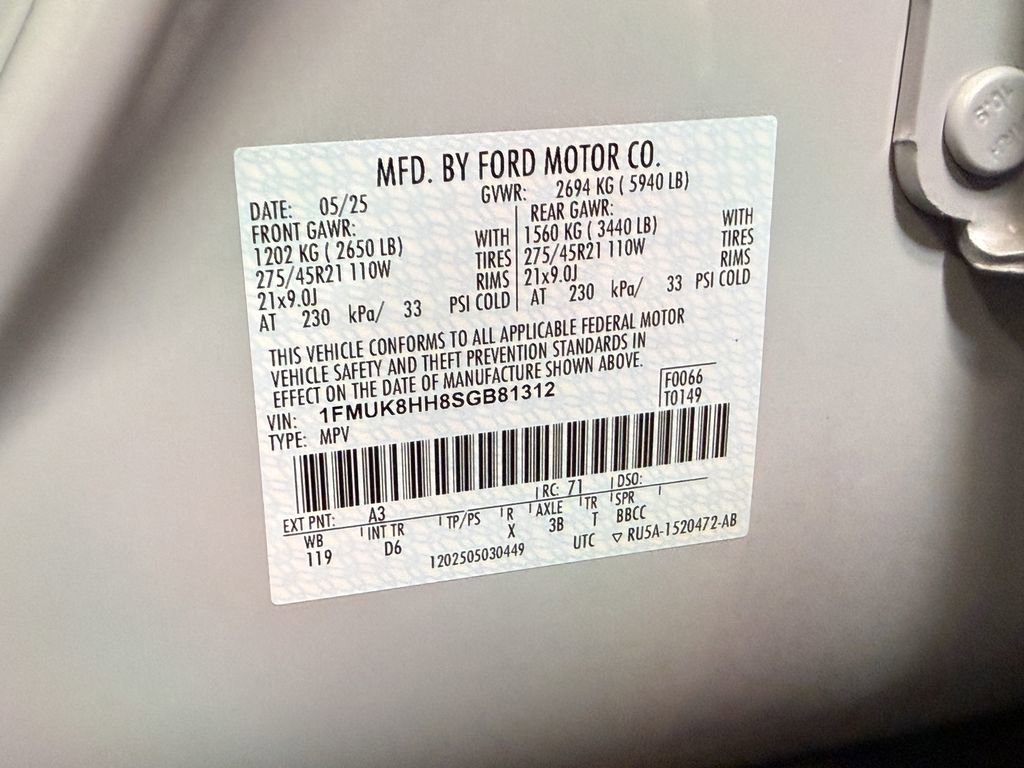 MFD. BY FORD MOTOR CO.
DATE: 05/25 GVWR: 2694 KG ( 5940 LB)
FRONT GAWR: REAR GAWR:
1202 KG ( 2650 LB) WITH 1560 KG ( 3440 LB) WITH
275/45R21 110W TIRES 275/45R21 110W TIRES
21x9.0J RIMS 21x9.0J RIMS
AT 230 kPa/ 33 PSI COLD AT 230 kPa/ 33 PSI COLD
THIS VEHICLE CONFORMS TO ALL APPLICABLE FEDERAL MOTOR
VEHICLE SAFETY AND THEFT PREVENTION STANDARDS IN
EFFECT ON THE DATE OF MANUFACTURE SHOWN ABOVE.
VIN: 1FMUK8HH8SGB81312 F0066
TYPE: MPV T0149
EXT PNT: A3 RC: 71 DSO:
WB INT TR TP/PS R AXLE TR SPR
119 D6 X 3B T BBCC
1202505030449 UTC ▽ RU5A-1520472-AB